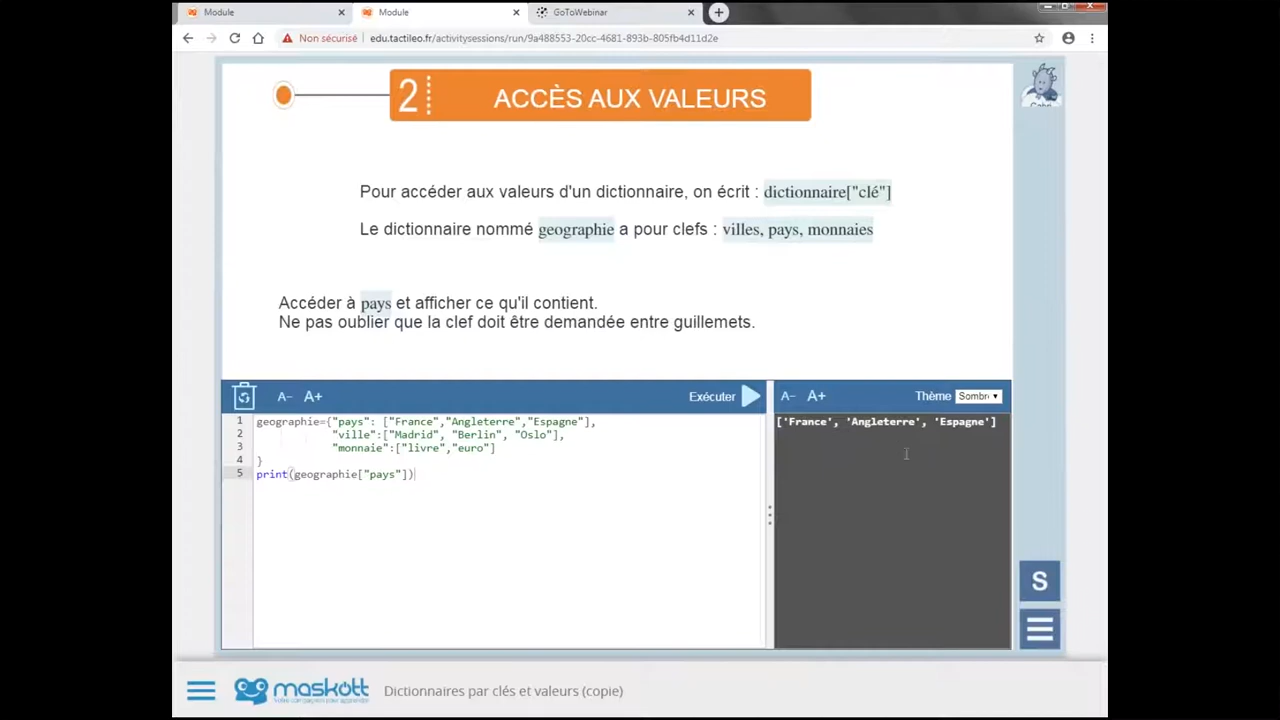 Module
Module
GoToWebinar
Non sécurisé
edu.tactileo.fr/activitysessions/run/9a488553-20cc-4681-893b-805fb4d11d2e
2
ACCÈS AUX VALEURS
Pour accéder aux valeurs d'un dictionnaire, on écrit : dictionnaire["clé"]
Le dictionnaire nommé geographie a pour clefs : villes, pays, monnaies
Accéder à pays et afficher ce qu'il contient.
Ne pas oublier que la clef doit être demandée entre guillemets.
A- A+ Exécuter
A- A+ Thème Sombr
1 geographie={"pays": ["France","Angleterre","Espagne"],
2 "ville":["Madrid", "Berlin", "Oslo"],
3 "monnaie":["livre","euro"]
4 }
5 print(geographie["pays"])
['France', 'Angleterre', 'Espagne']
S
maskott
Dictionnaires par clés et valeurs (copie)